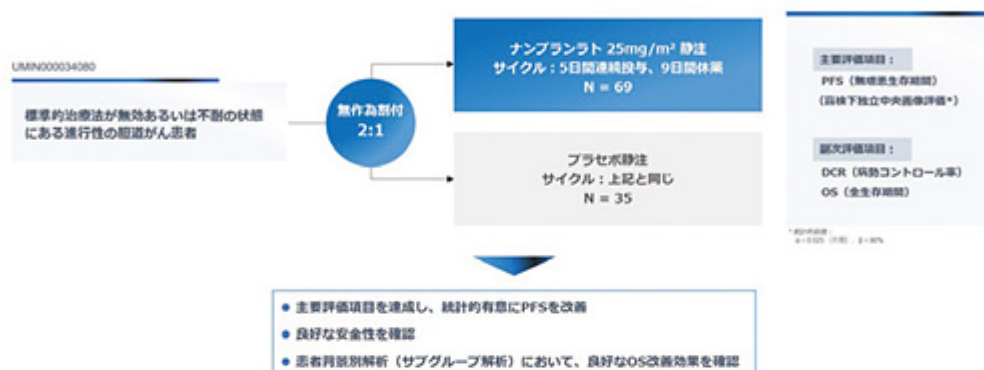 UMIN000034080
標準的治療法が無効あるいは不耐の状態
にある進行性の胆道がん患者
無作為割付
2:1
ナンプランラト 25mg/m² 静注
サイクル：5日間連続投与、9日間休薬
N = 69
プラセボ静注
サイクル：上記と同じ
N = 35
主要評価項目：
PFS（無増悪生存期間）
（盲検下独立中央画像評価*）
副次評価項目：
DCR（病勢コントロール率）
OS（全生存期間）
● 主要評価項目を達成し、統計的有意にPFSを改善
● 良好な安全性を確認
● 患者背景別解析（サブグループ解析）において、良好なOS改善効果を確認